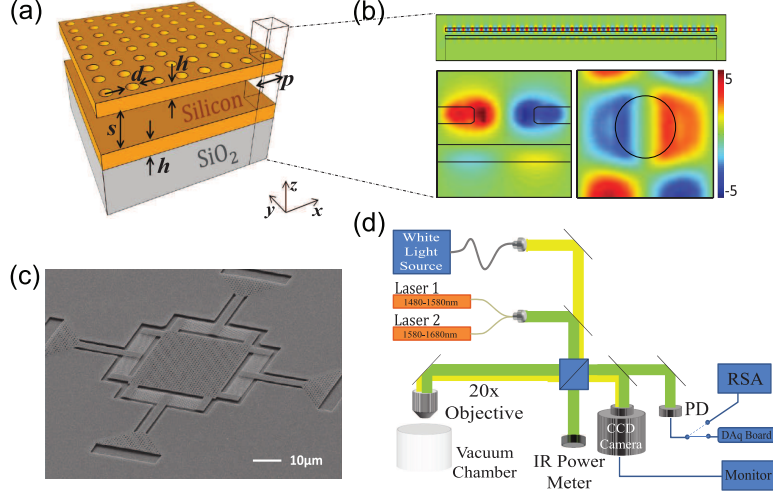 (a)
d
h
p
s
Silicon
h
SiO2
z
y
x
(b)
5
-5
(c)
10μm
(d)
White
Light
Source
Laser 1
1480-1580nm
Laser 2
1580-1680nm
20x
Objective
Vacuum
Chamber
IR Power
Meter
CCD
Camera
PD
RSA
DAq Board
Monitor